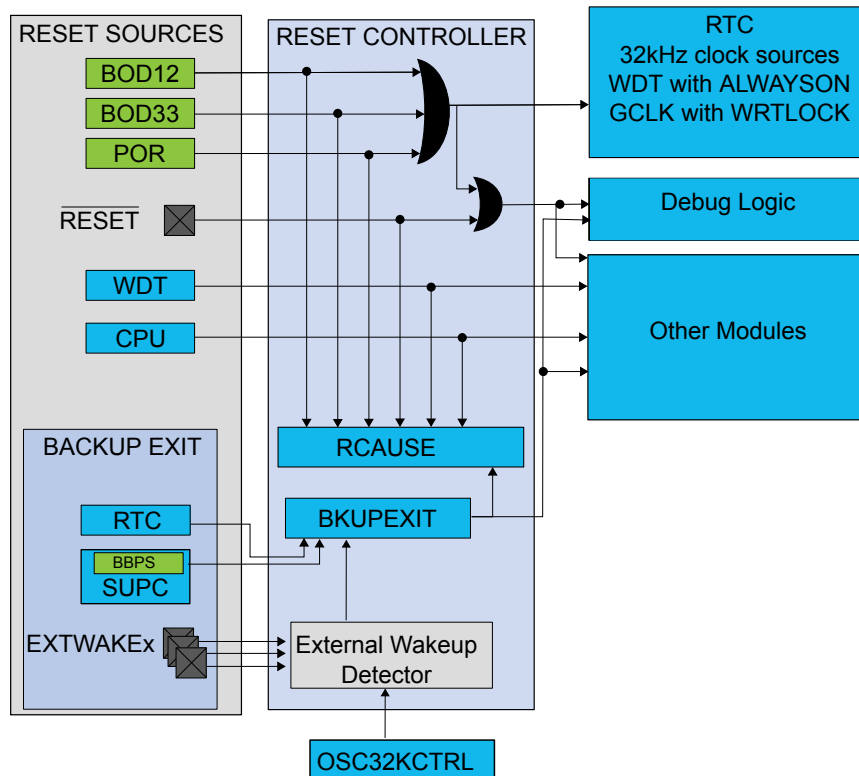 RESET SOURCES
BOD12
BOD33
POR
RESET
WDT
CPU
BACKUP EXIT
RTC
BBPS
SUPC
EXTWAKEx
RESET CONTROLLER
RCAUSE
BKUPEXIT
External Wakeup
Detector
OSC32KCTRL
RTC
32kHz clock sources
WDT with ALWAYSON
GCLK with WRTLOCK
Debug Logic
Other Modules